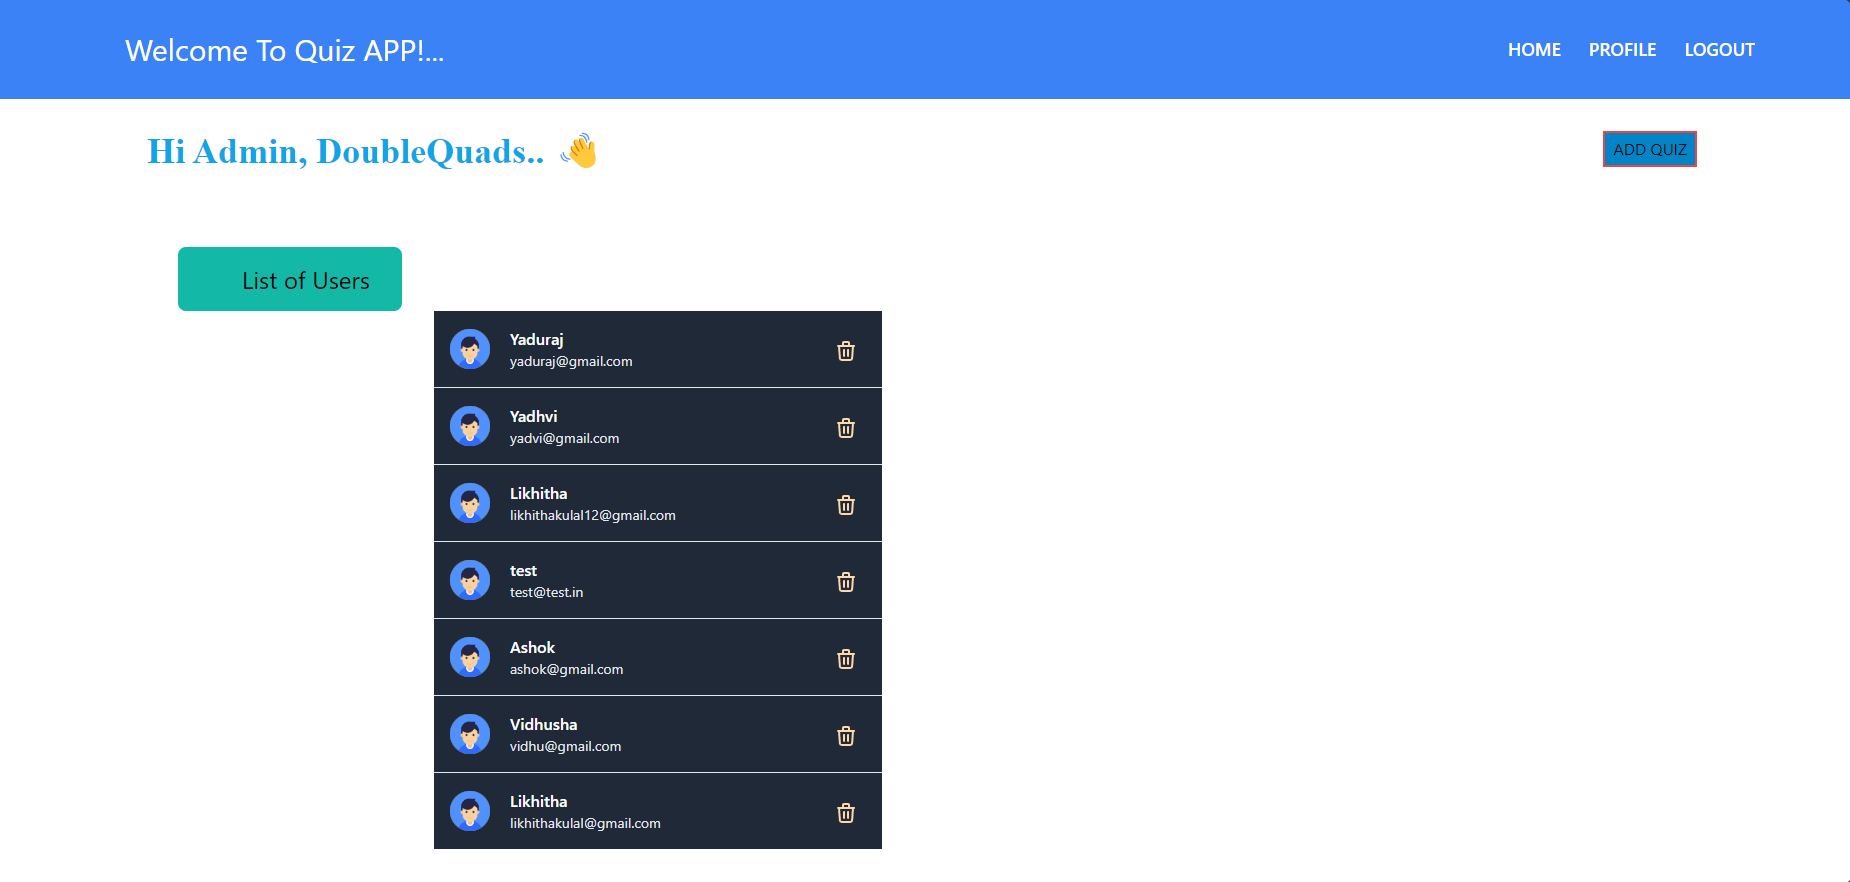 Welcome To Quiz APP!...
HOME PROFILE LOGOUT
Hi Admin, DoubleQuads.. 👋
ADD QUIZ
List of Users
Yaduraj
yaduraj@gmail.com
Yadhvi
yadvi@gmail.com
Likhitha
likhithakulal12@gmail.com
test
test@test.in
Ashok
ashok@gmail.com
Vidhusha
vidhu@gmail.com
Likhitha
likhithakulal@gmail.com